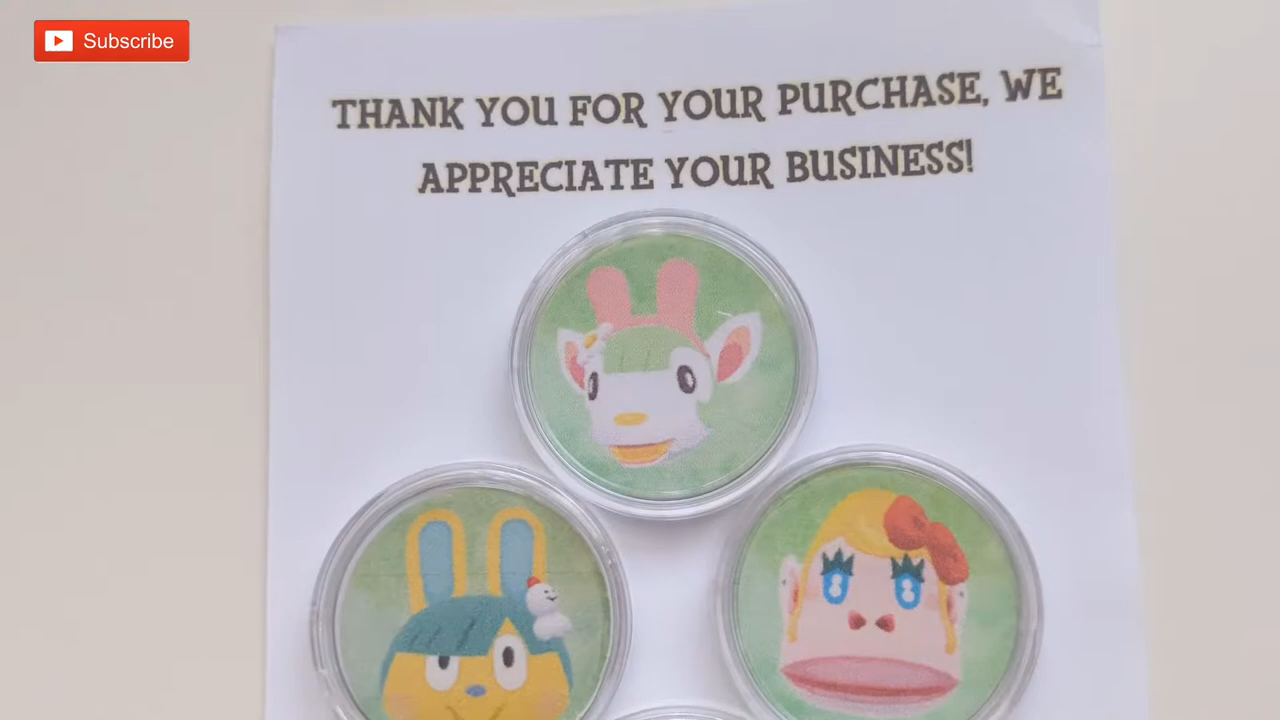 Subscribe
THANK YOU FOR YOUR PURCHASE, WE
APPRECIATE YOUR BUSINESS!